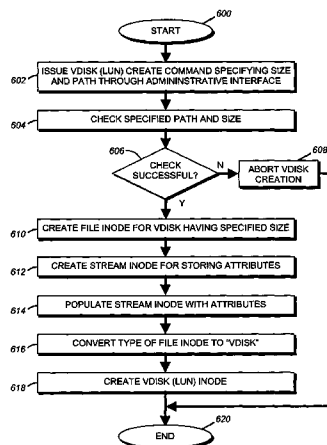 600
START
602
ISSUE VDISK (LUN) CREATE COMMAND SPECIFYING SIZE
AND PATH THROUGH ADMININSTRATIVE INTERFACE
604
CHECK SPECIFIED PATH AND SIZE
606
CHECK
SUCCESSFUL?
N
608
ABORT VDISK
CREATION
Y
610
CREATE FILE INODE FOR VDISK HAVING SPECIFIED SIZE
612
CREATE STREAM INODE FOR STORING ATTRIBUTES
614
POPULATE STREAM INODE WITH ATTRIBUTES
616
CONVERT TYPE OF FILE INODE TO "VDISK"
618
CREATE VDISK (LUN) INODE
620
END